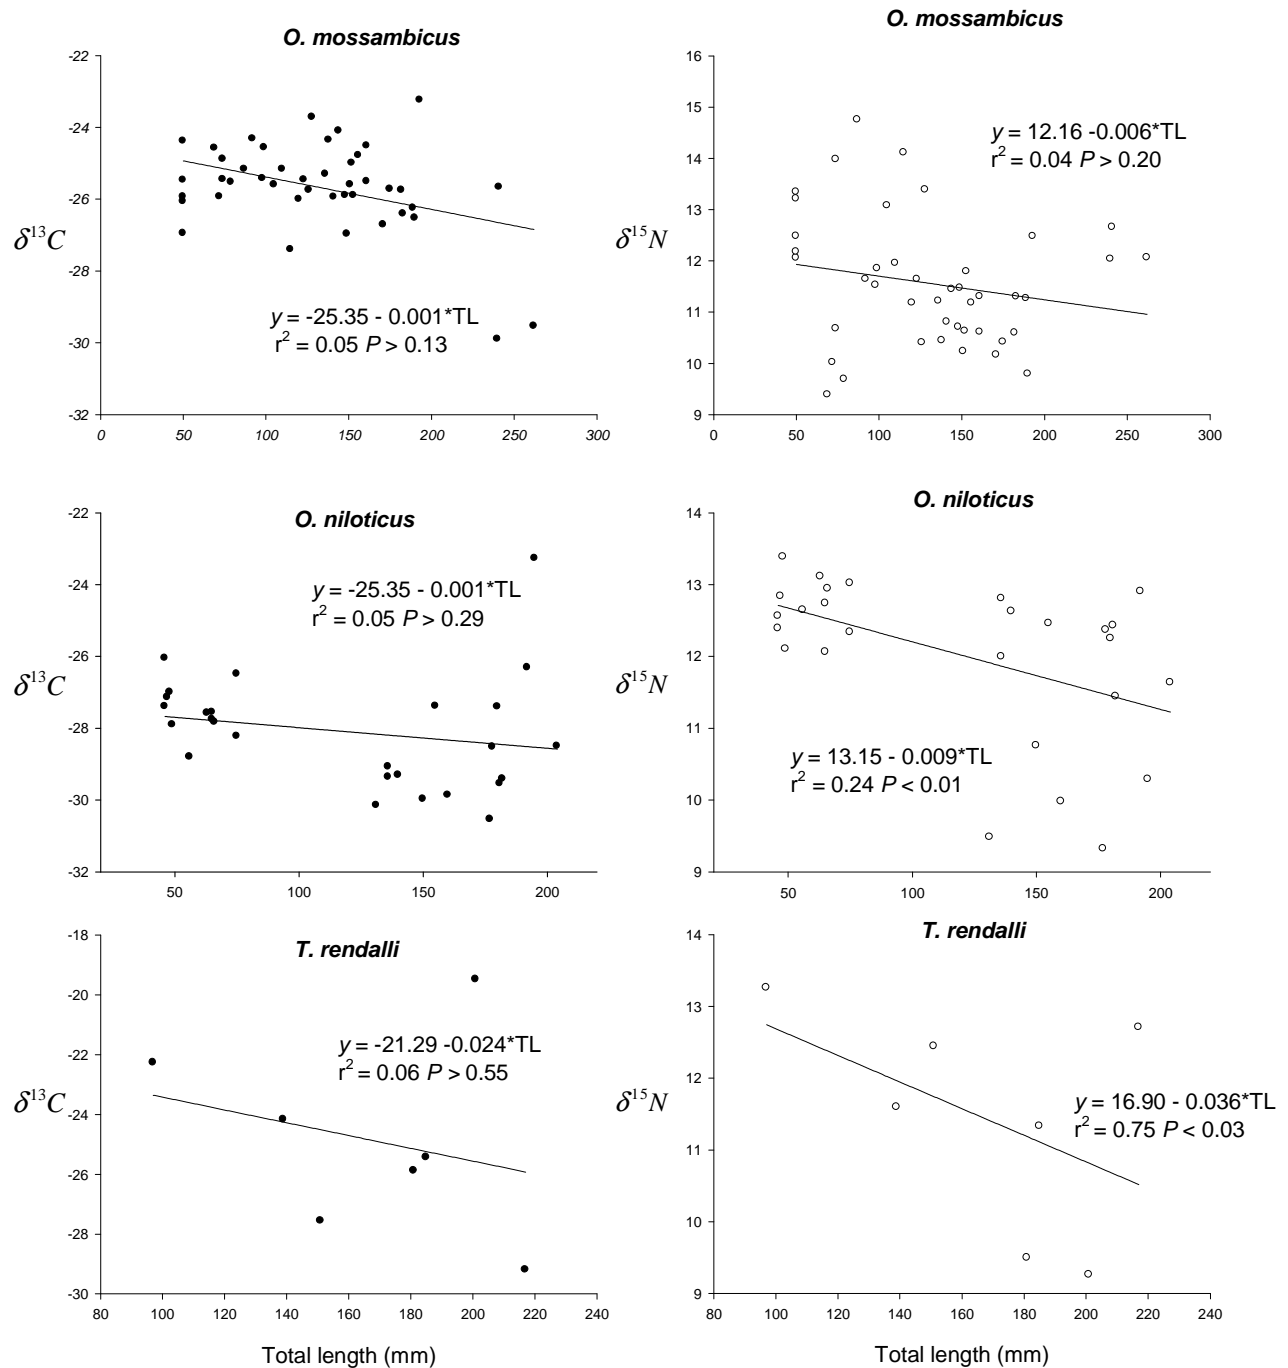 O. mossambicus
-22
-24
-26
-28
-30
-32
δ13C
y = -25.35 - 0.001*TL
r2 = 0.05 P > 0.13
0 50 100 150 200 250 300
O. mossambicus
16
15
14
13
12
11
10
9
δ15N
y = 12.16 -0.006*TL
r2 = 0.04 P > 0.20
0 50 100 150 200 250 300
O. niloticus
-22
-24
-26
-28
-30
-32
δ13C
y = -25.35 - 0.001*TL
r2 = 0.05 P > 0.29
50 100 150 200
O. niloticus
14
13
12
11
10
9
δ15N
y = 13.15 - 0.009*TL
r2 = 0.24 P < 0.01
50 100 150 200
T. rendalli
-18
-20
-22
-24
-26
-28
-30
δ13C
y = -21.29 -0.024*TL
r2 = 0.06 P > 0.55
80 100 120 140 160 180 200 220 240
Total length (mm)
T. rendalli
14
13
12
11
10
9
δ15N
y = 16.90 - 0.036*TL
r2 = 0.75 P < 0.03
80 100 120 140 160 180 200 220 240
Total length (mm)